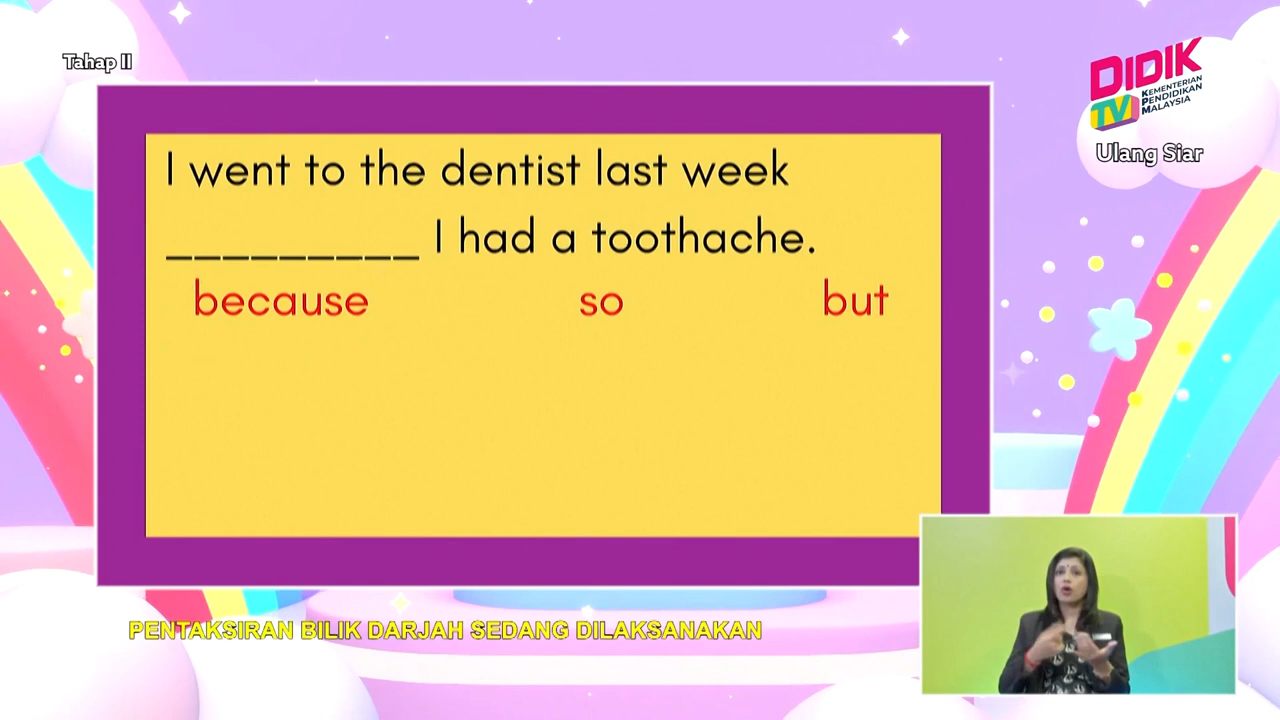 Tahap II
DIDIK
TV
KEMENTERIAN
PENDIDIKAN
MALAYSIA
Ulang Siar
I went to the dentist last week
_________ I had a toothache.
because so but
PENTAKSIRAN BILIK DARJAH SEDANG DILAKSANAKAN